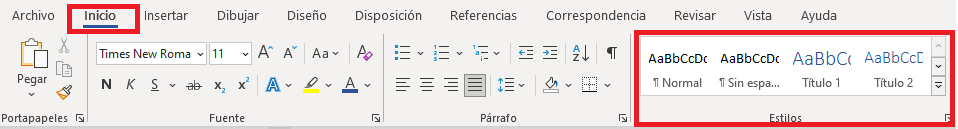 Archivo Inicio Insertar Dibujar Diseño Disposición Referencias Correspondencia Revisar Vista Ayuda
Times New Roma 11 A A Aa A
AaBbCcDc AaBbCcDc AaBbCc AaBbCcD
Pegar
N K S ab x₂ x² A A
¶ Normal ¶ Sin espa... Título 1 Título 2
Portapapeles Fuente Párrafo Estilos